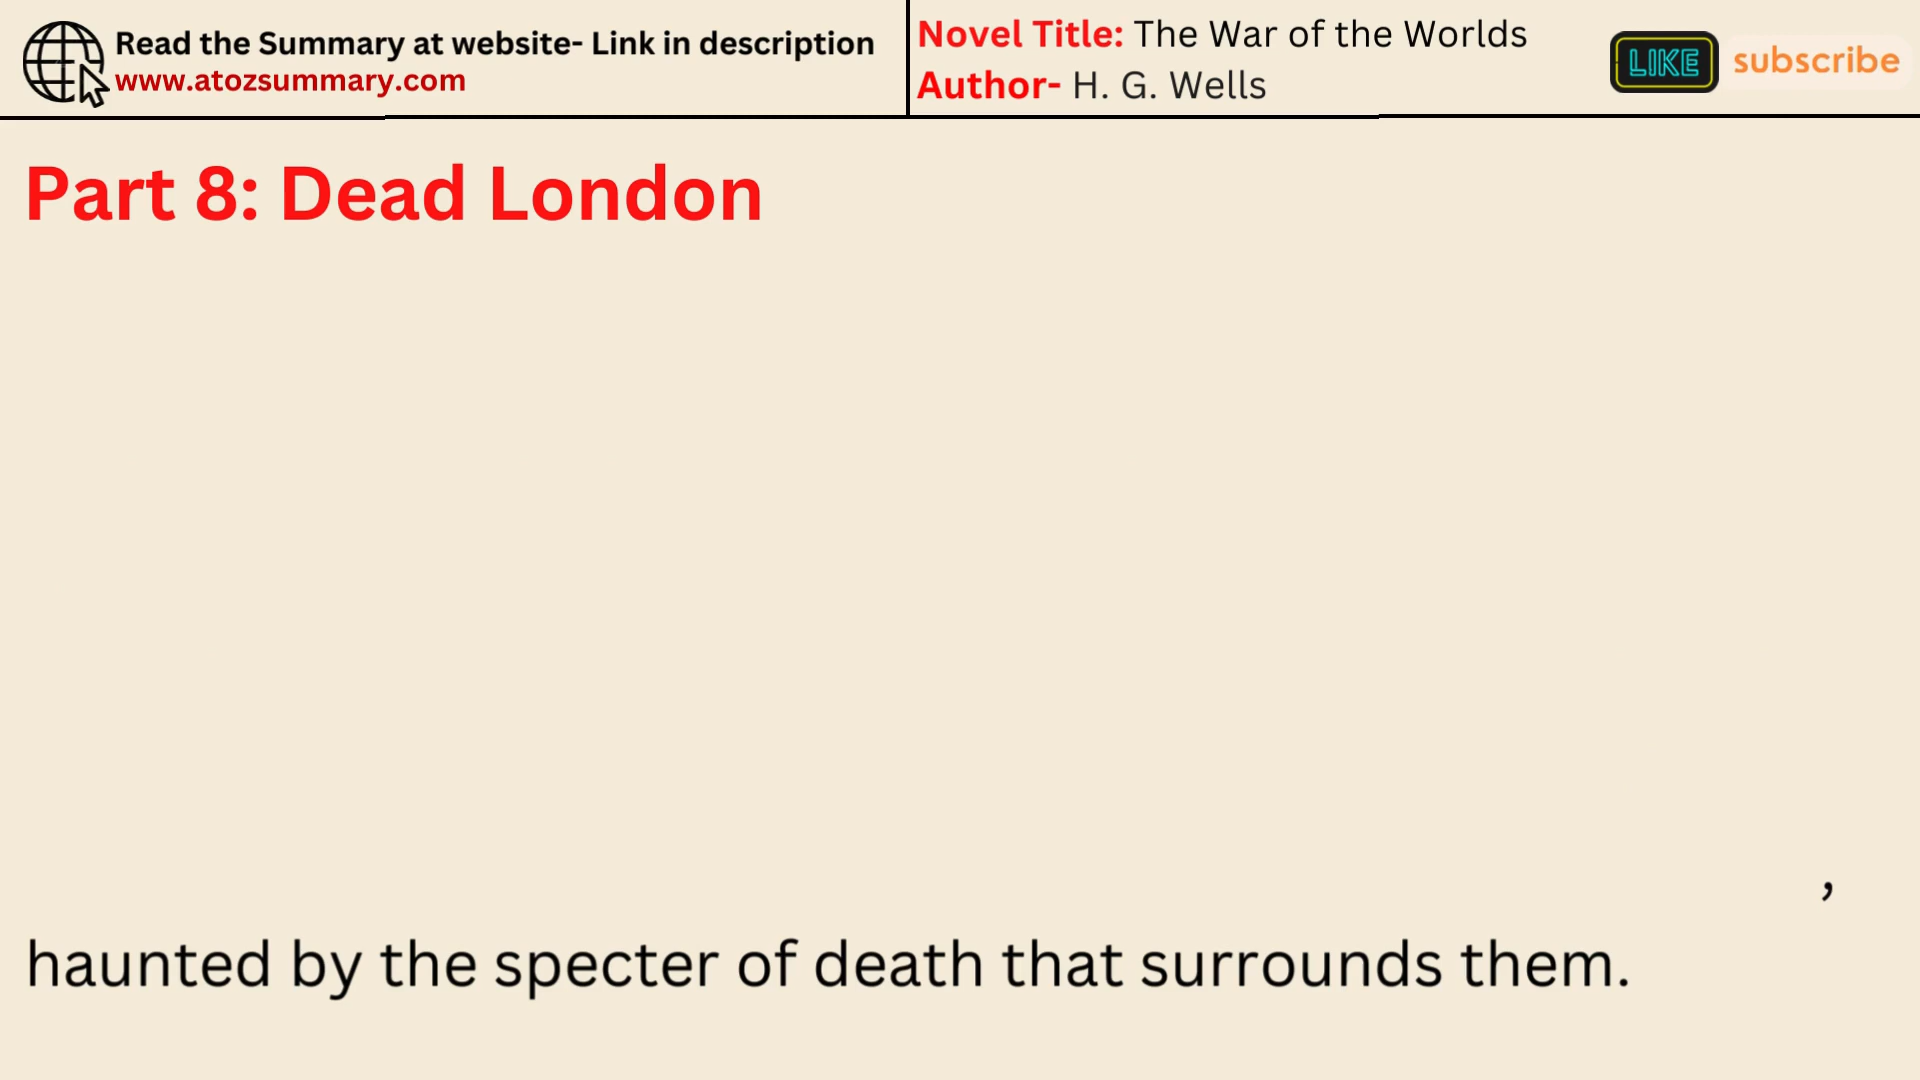 Read the Summary at website- Link in description
www.atozsummary.com
Novel Title: The War of the Worlds
Author- H. G. Wells
LIKE
subscribe
Part 8: Dead London
,
haunted by the specter of death that surrounds them.